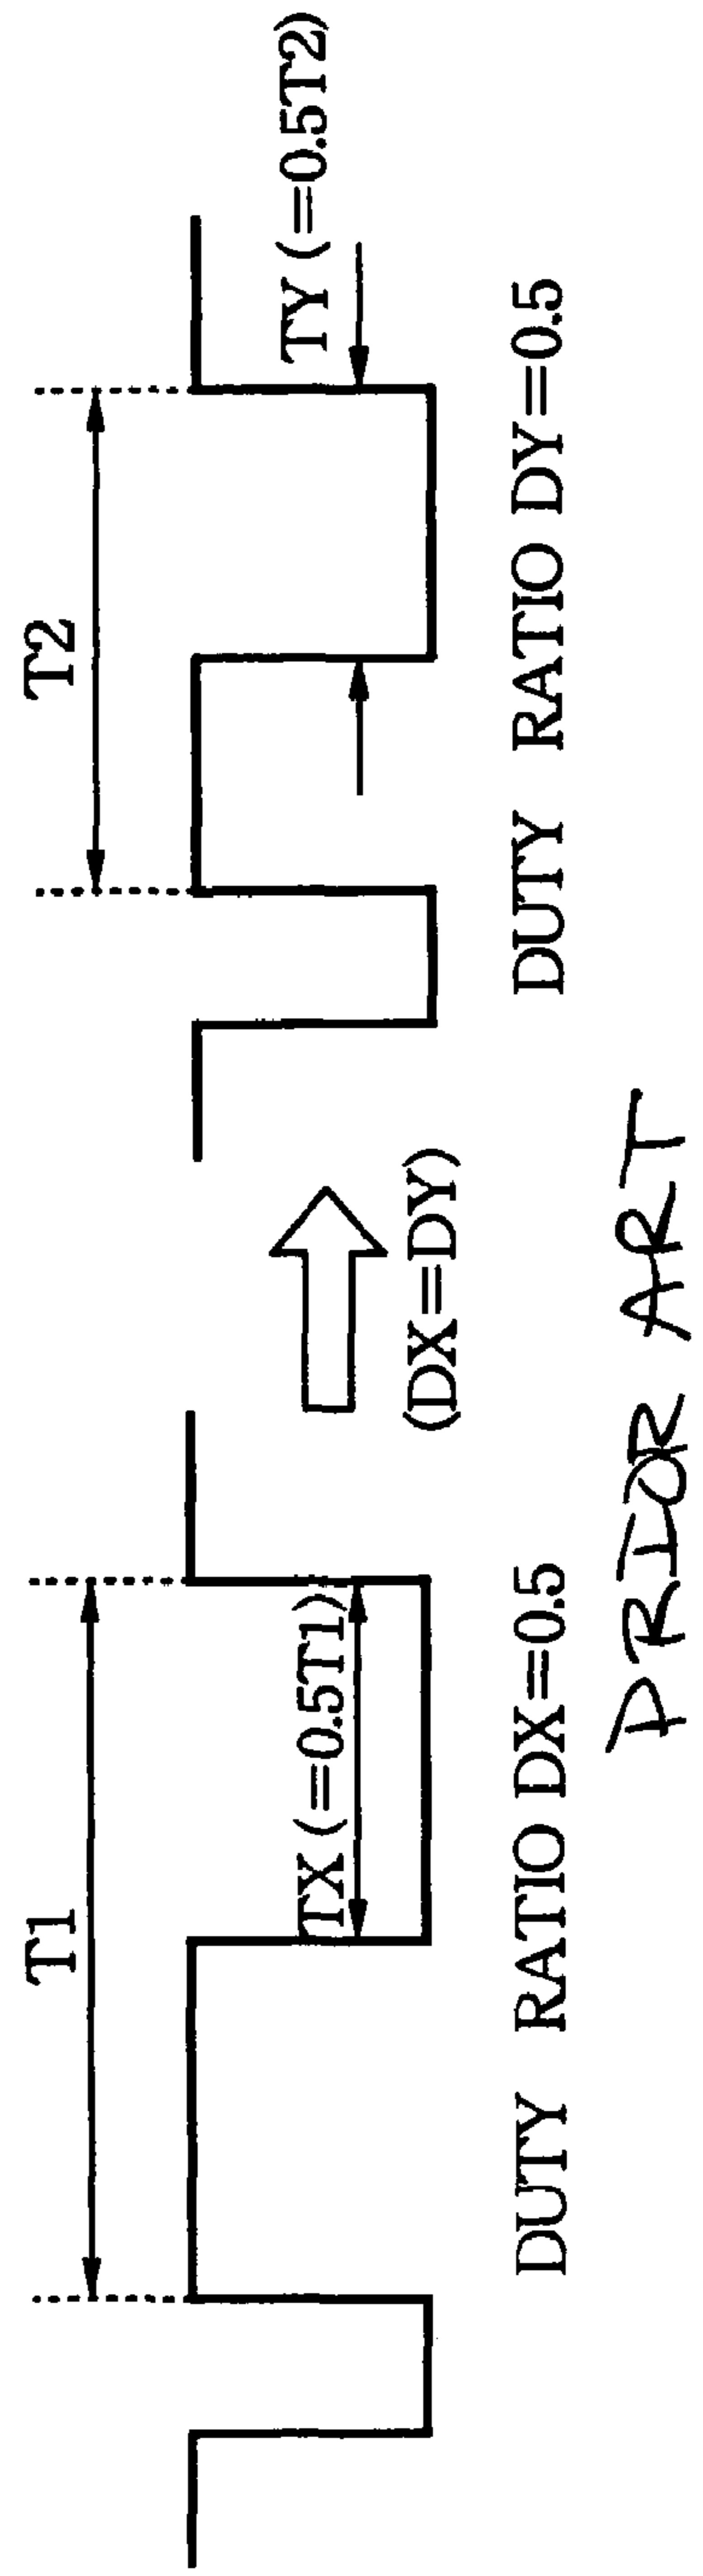 T1
TX (=0.5T1)
DUTY RATIO DX=0.5
(DX=DY)
T2
TY (=0.5T2)
DUTY RATIO DY=0.5
PRIOR ART